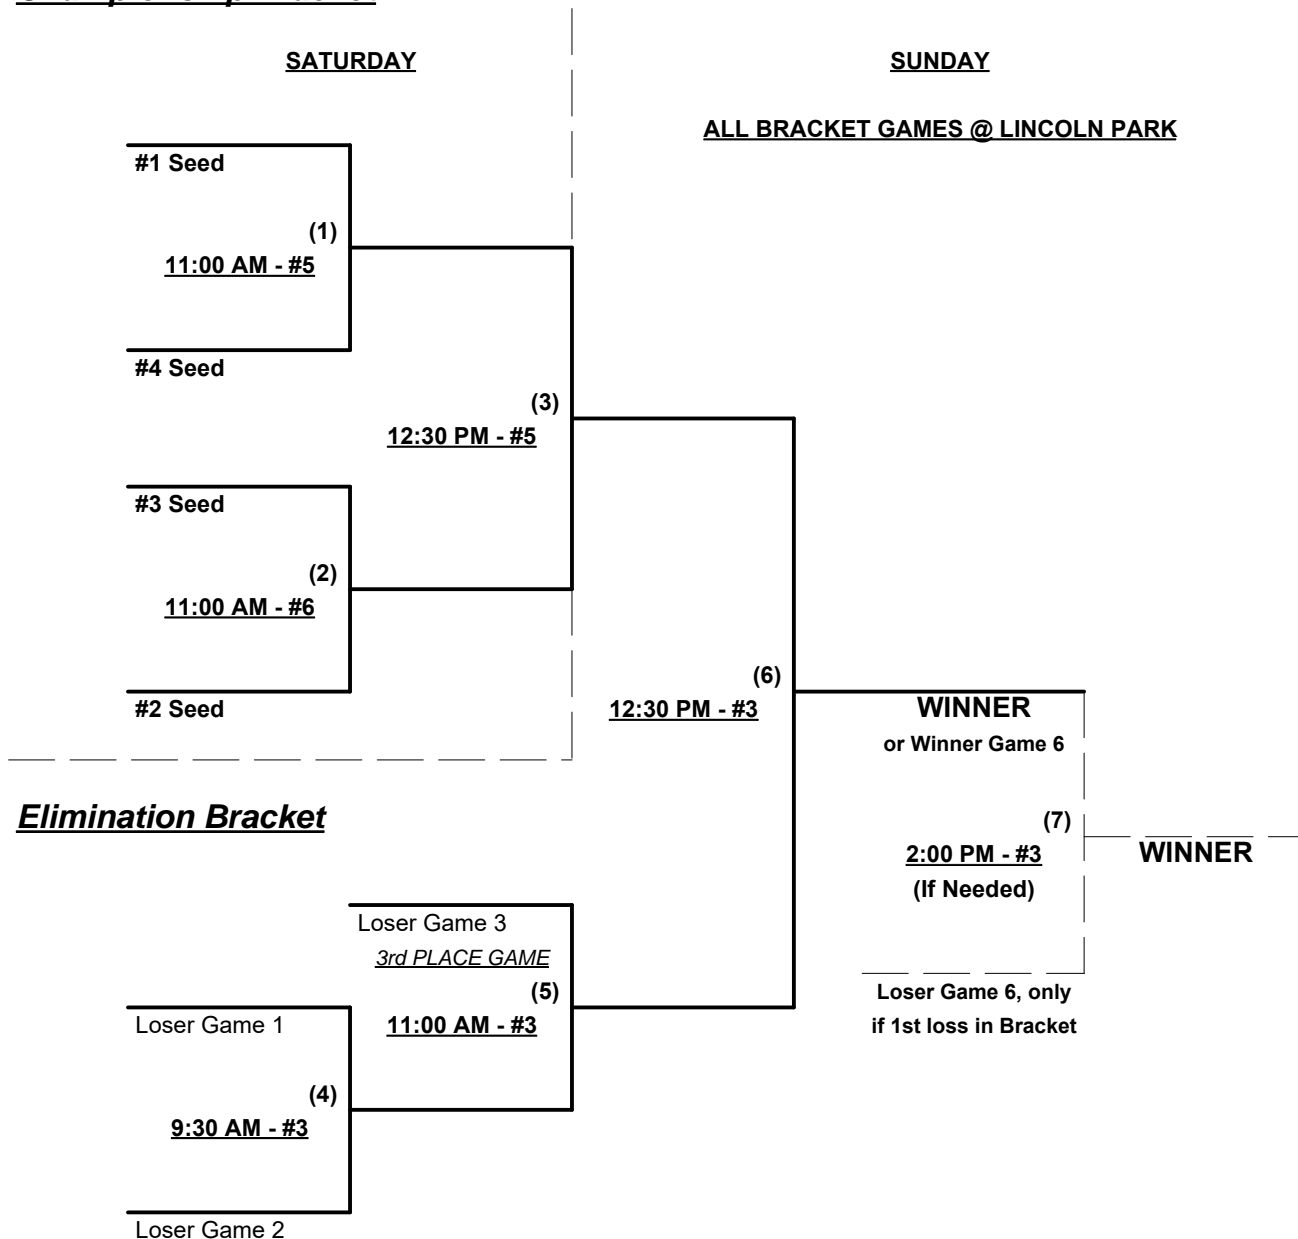 SATURDAY
SUNDAY
ALL BRACKET GAMES @ LINCOLN PARK
#1 Seed
(1)
11:00 AM - #5
#4 Seed
(3)
12:30 PM - #5
#3 Seed
(2)
11:00 AM - #6
#2 Seed
(6)
12:30 PM - #3
WINNER
or Winner Game 6
Elimination Bracket
(7)
2:00 PM - #3
(If Needed)
WINNER
Loser Game 3
3rd PLACE GAME
(5)
11:00 AM - #3
Loser Game 6, only
if 1st loss in Bracket
Loser Game 1
(4)
9:30 AM - #3
Loser Game 2